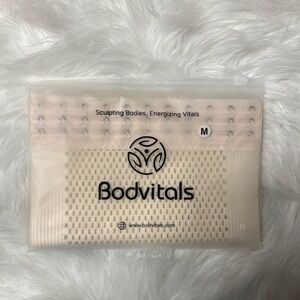 Sculpting Bodies, Energizing Vitals
M
Bodvitals
www.bodvitals.com